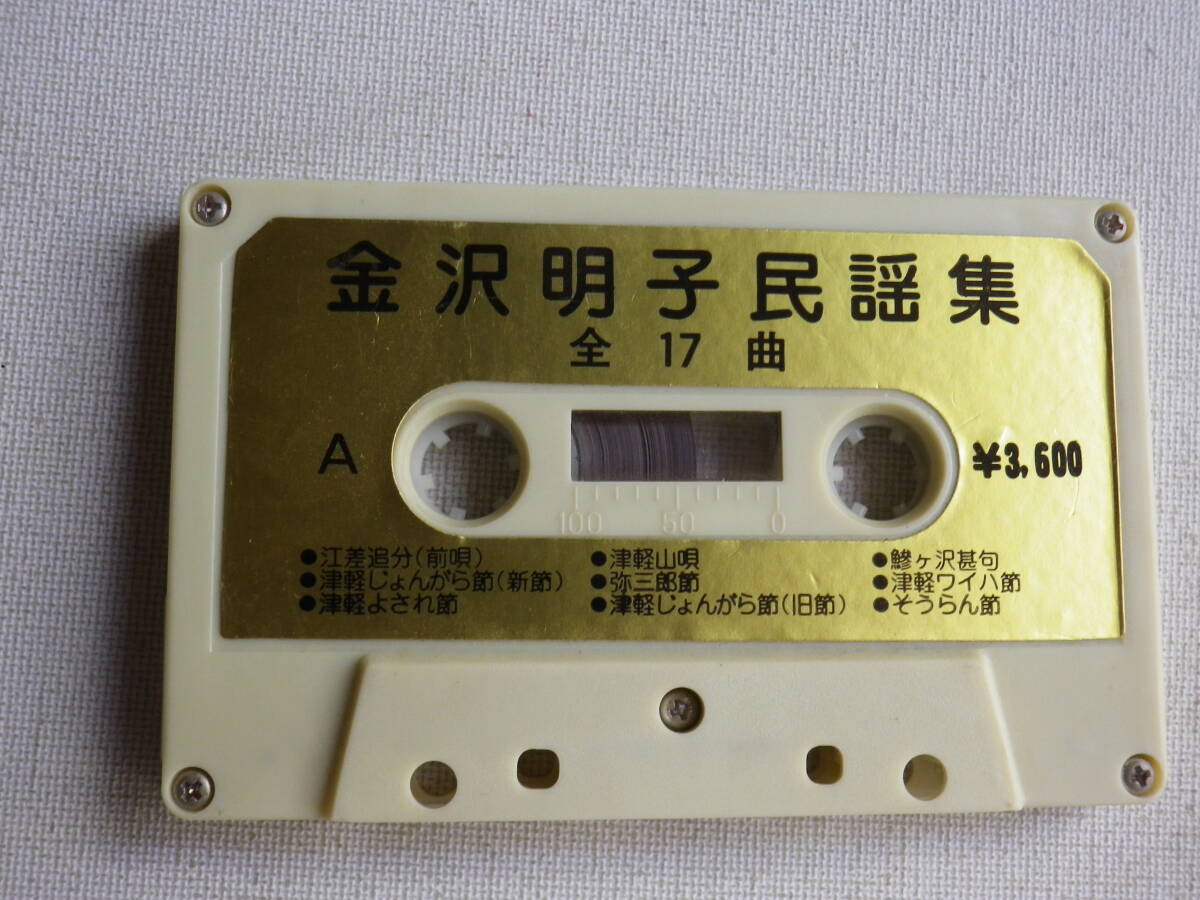 金沢明子民謡集
全 17 曲
A
¥3,600
100 50 0
●江差追分(前唄)
●津軽じょんがら節(新節)
●津軽よされ節
●津軽山唄
●弥三郎節
●津軽じょんがら節(旧節)
●鰺ヶ沢甚句
●津軽ワイハ節
●そうらん節